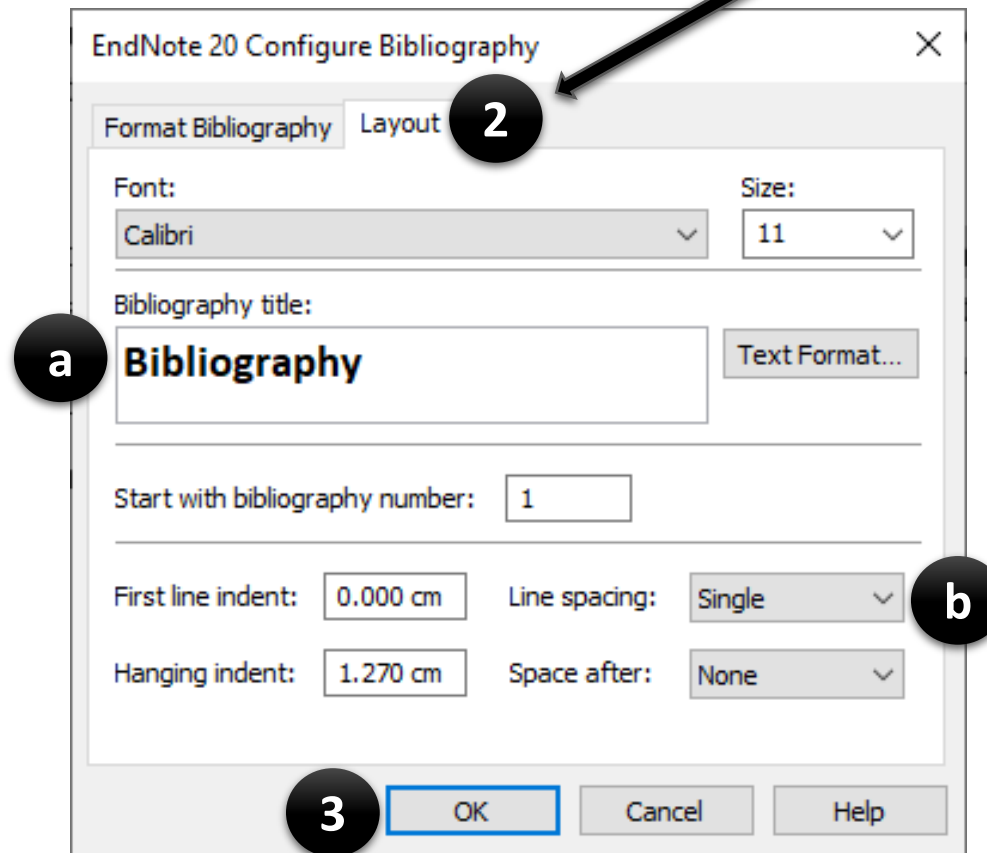 EndNote 20 Configure Bibliography
Format Bibliography Layout 2
Font: Size:
Calibri 11
Bibliography title:
a Bibliography Text Format...
Start with bibliography number: 1
First line indent: 0.000 cm Line spacing: Single b
Hanging indent: 1.270 cm Space after: None
3 OK Cancel Help